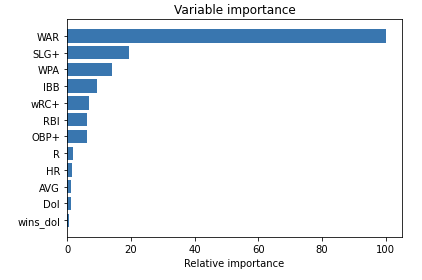 Variable importance
WAR
SLG+
WPA
IBB
wRC+
RBI
OBP+
R
HR
AVG
Dol
wins_dol
0 20 40 60 80 100
Relative importance